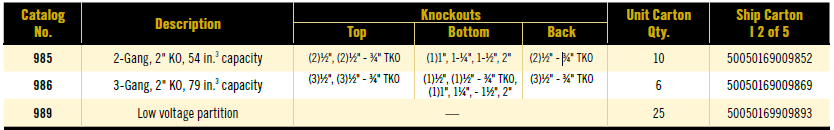 Catalog No. Description Knockouts Unit Carton Qty. Ship Carton I 2 of 5
Top Bottom Back
985 2-Gang, 2" KO, 54 in.³ capacity (2)½", (2)½" - ¾" TKO (1)1", 1-¼", 1-½", 2" (2)½" - ¾" TKO 10 50050169009852
986 3-Gang, 2" KO, 79 in.³ capacity (3)½", (3)½" - ¾" TKO (1)½", (1)½" - ¾" TKO, (3)½" - ¾" TKO 6 50050169009869
(1)1", 1¼", - 1½", 2"
989 Low voltage partition — 25 50050169009893